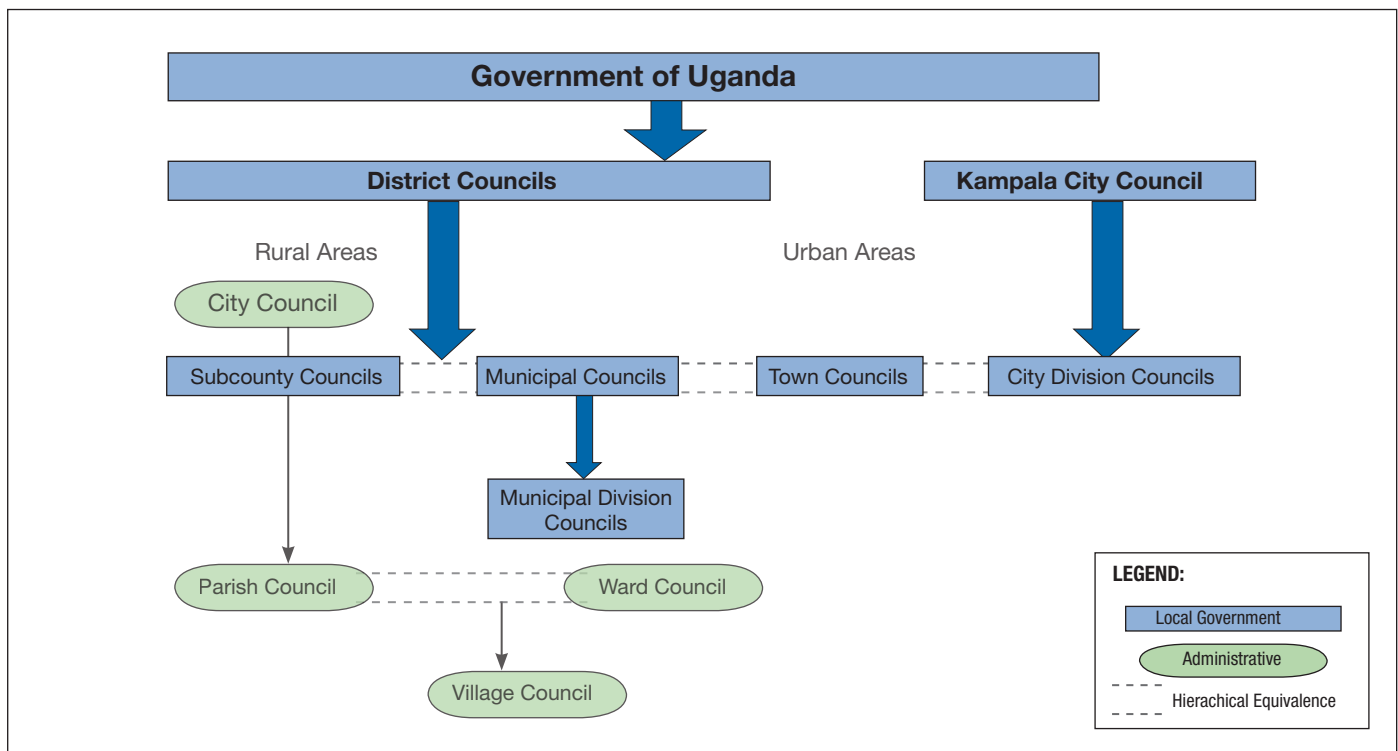 Government of Uganda
District Councils
Kampala City Council
Rural Areas
Urban Areas
City Council
Subcounty Councils
Municipal Councils
Town Councils
City Division Councils
Municipal Division
Councils
Parish Council
Ward Council
Village Council
LEGEND:
Local Government
Administrative
Hierachical Equivalence